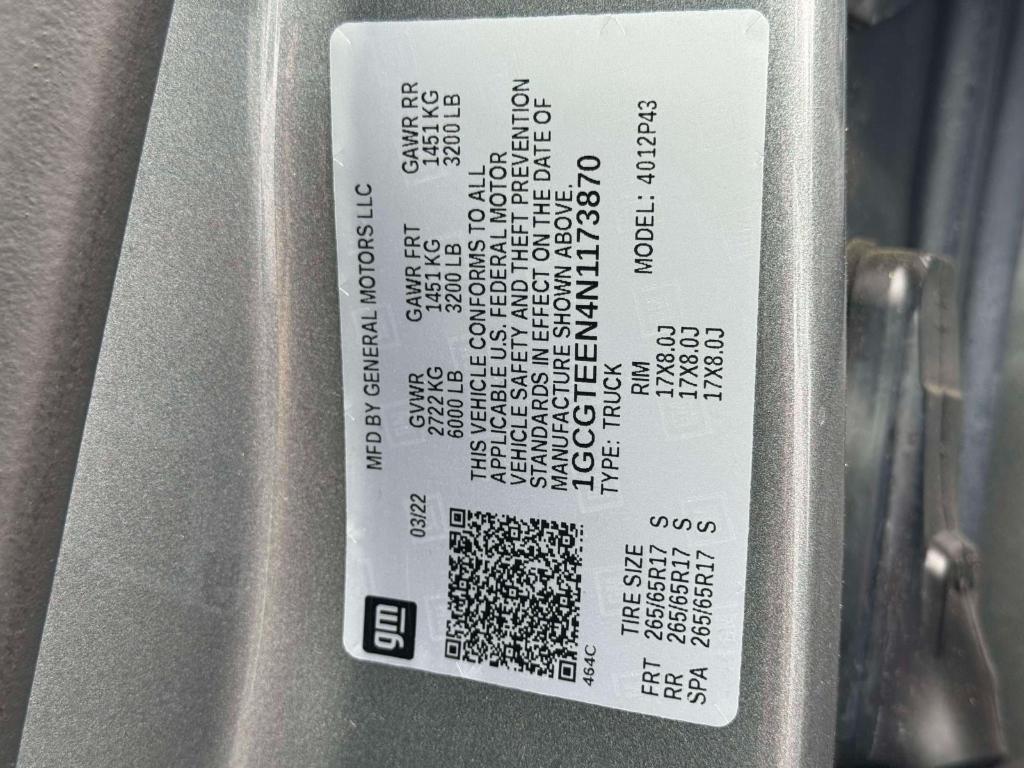 gm
MFD BY GENERAL MOTORS LLC
03/22
GVWR GAWR FRT GAWR RR
2722 KG 1451 KG 1451 KG
6000 LB 3200 LB 3200 LB
THIS VEHICLE CONFORMS TO ALL
APPLICABLE U.S. FEDERAL MOTOR
VEHICLE SAFETY AND THEFT PREVENTION
STANDARDS IN EFFECT ON THE DATE OF
MANUFACTURE SHOWN ABOVE.
1GCGTEEN4N1173870
TYPE: TRUCK
464C
TIRE SIZE RIM MODEL: 4012P43
FRT 265/65R17 S 17X8.0J
RR 265/65R17 S 17X8.0J
SPA 265/65R17 S 17X8.0J